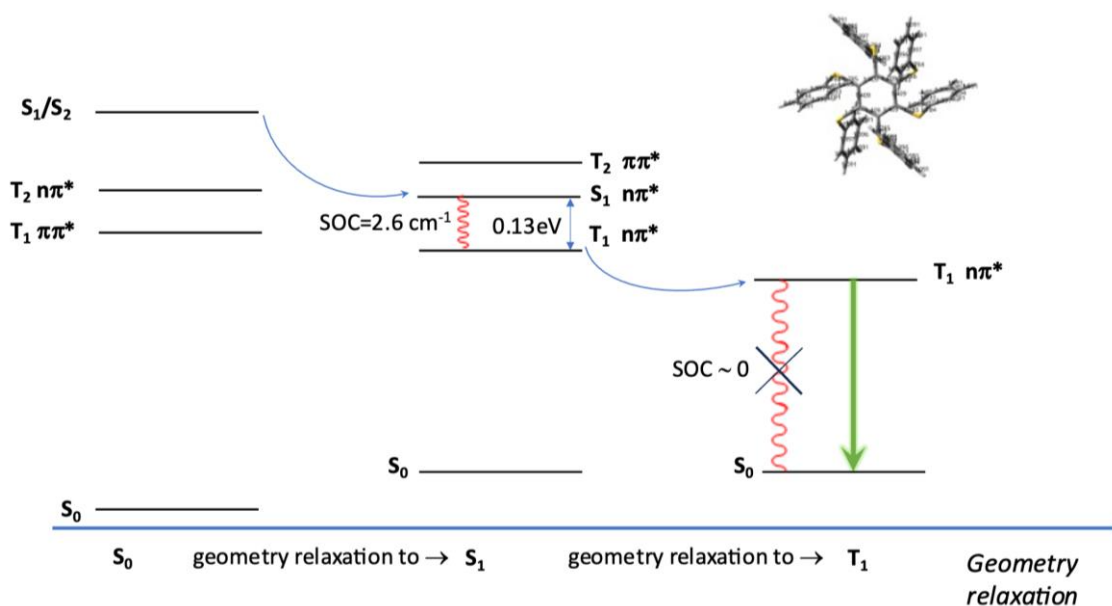 S₁/S₂
T₂ nπ*
T₁ ππ*
S₀
T₂ ππ*
S₁ nπ*
SOC=2.6 cm⁻¹
0.13eV
T₁ nπ*
S₀
T₁ nπ*
SOC ~ 0
S₀
S₀ geometry relaxation to → S₁ geometry relaxation to → T₁
Geometry
relaxation